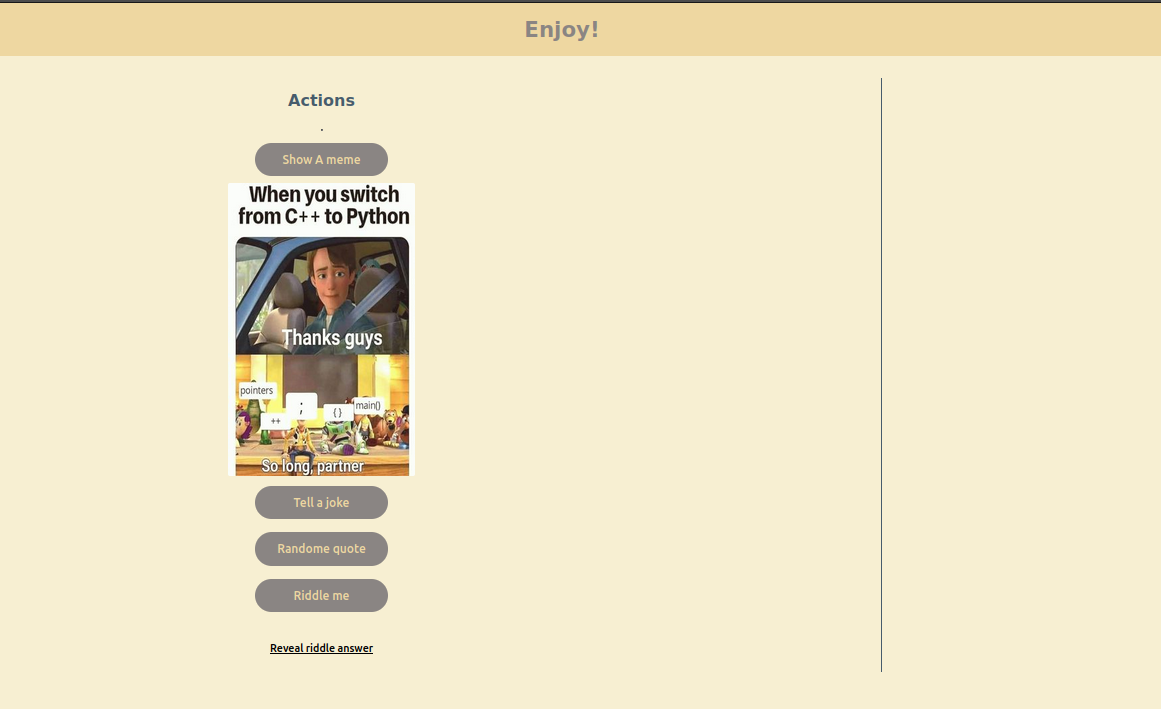 Enjoy!
Actions
.
Show A meme
When you switch
from C++ to Python
Thanks guys
pointers
;
++
{}
main()
So long, partner
Tell a joke
Randome quote
Riddle me
Reveal riddle answer